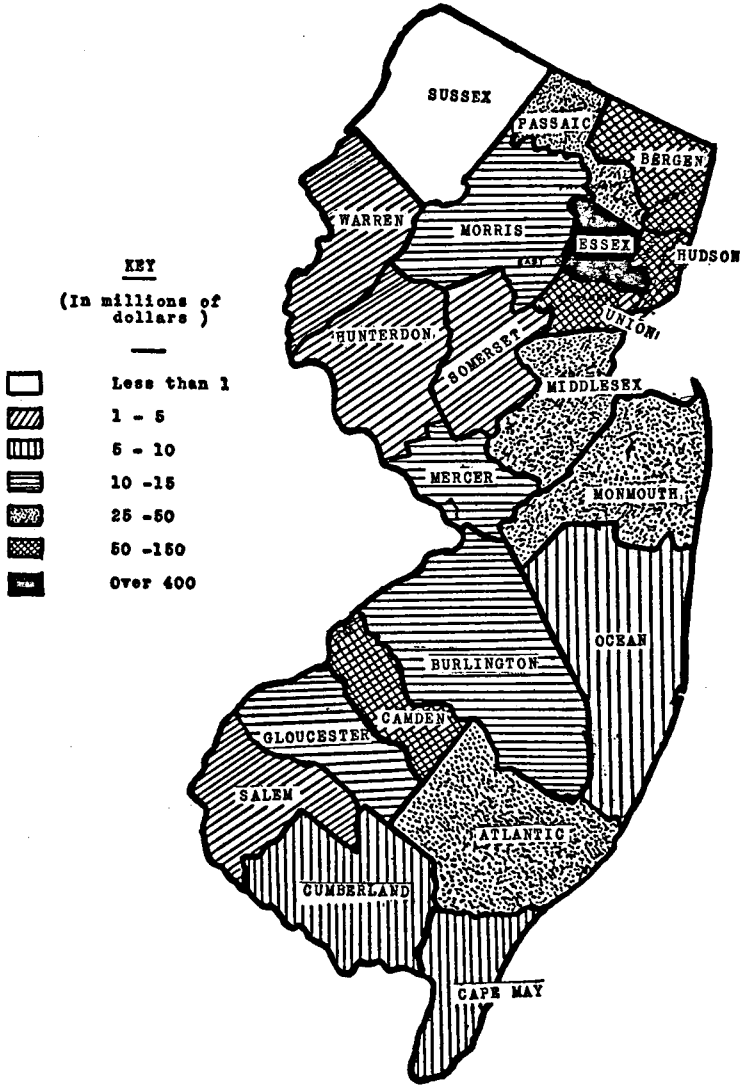 SUSSEX
PASSAIC
BERGEN
WARREN
MORRIS
ESSEX
HUDSON
EAST
KEY
(In millions of
dollars )
UNION
HUNTERDON
SOMERSET
MIDDLESEX
Less than 1
1 - 5
5 - 10
10 -15
25 -50
50 -150
Over 400
MERCER
MONMOUTH
OCEAN
BURLINGTON
CAMDEN
GLOUCESTER
SALEM
ATLANTIC
CUMBERLAND
CAPE MAY